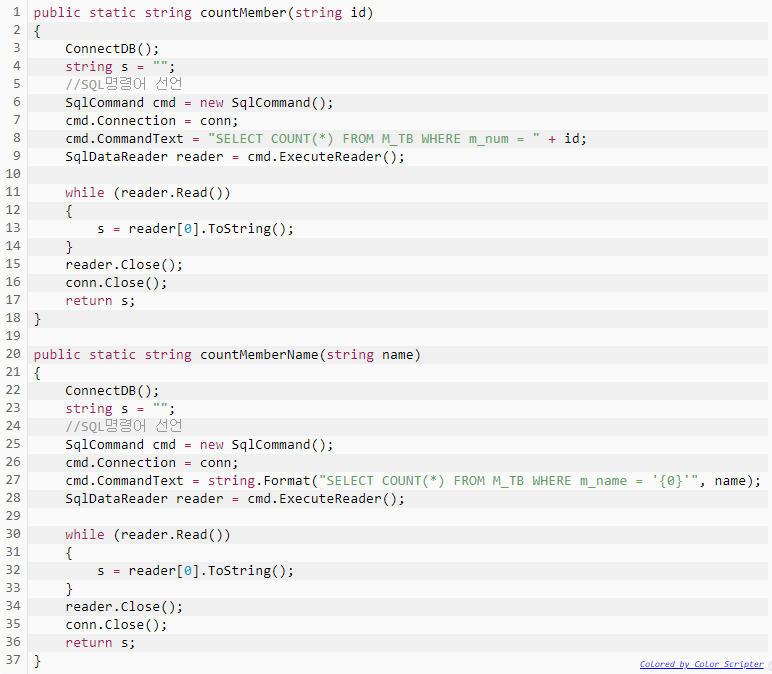 1 public static string countMember(string id)
2 {
3     ConnectDB();
4     string s = "";
5     //SQL명령어 선언
6     SqlCommand cmd = new SqlCommand();
7     cmd.Connection = conn;
8     cmd.CommandText = "SELECT COUNT(*) FROM M_TB WHERE m_num = " + id;
9     SqlDataReader reader = cmd.ExecuteReader();
10
11     while (reader.Read())
12     {
13         s = reader[0].ToString();
14     }
15     reader.Close();
16     conn.Close();
17     return s;
18 }
19
20 public static string countMemberName(string name)
21 {
22     ConnectDB();
23     string s = "";
24     //SQL명령어 선언
25     SqlCommand cmd = new SqlCommand();
26     cmd.Connection = conn;
27     cmd.CommandText = string.Format("SELECT COUNT(*) FROM M_TB WHERE m_name = '{0}'", name);
28     SqlDataReader reader = cmd.ExecuteReader();
29
30     while (reader.Read())
31     {
32         s = reader[0].ToString();
33     }
34     reader.Close();
35     conn.Close();
36     return s;
37 }
Colored by Color Scripter